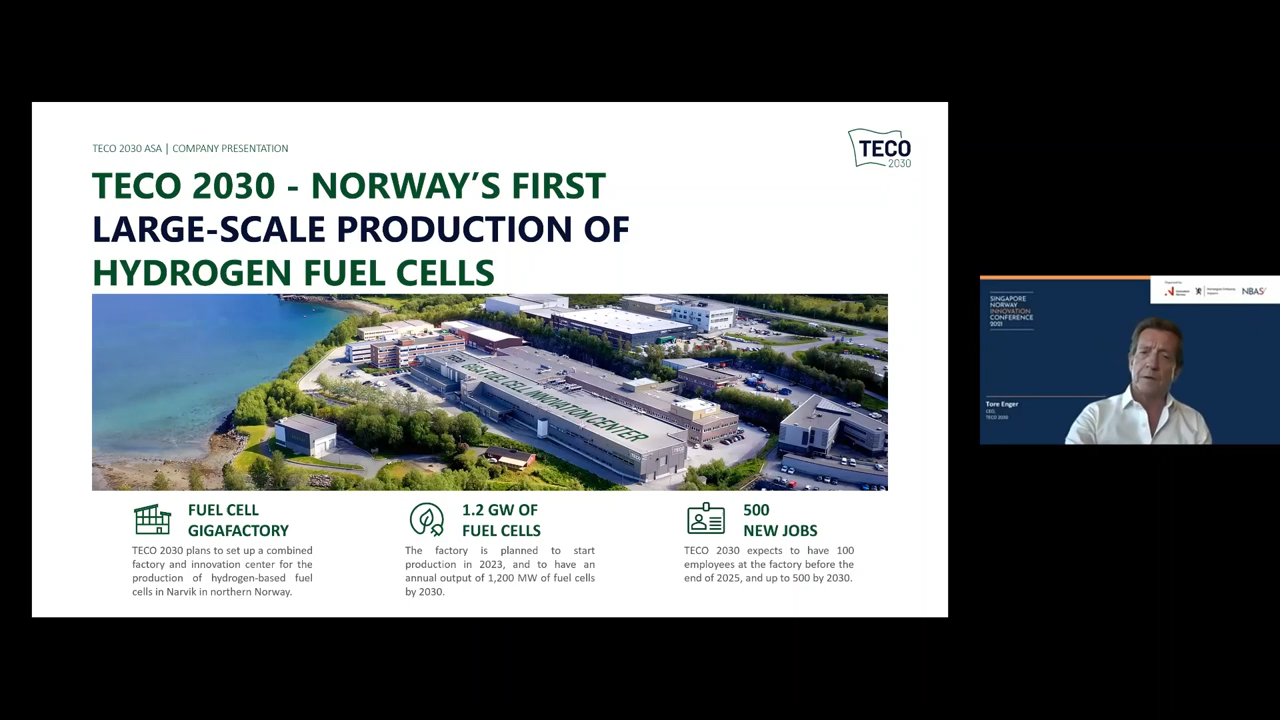 TECO 2030 ASA | COMPANY PRESENTATION
TECO
2030
TECO 2030 - NORWAY'S FIRST
LARGE-SCALE PRODUCTION OF
HYDROGEN FUEL CELLS
INNOVATION CENTER
FUEL CELL
GIGAFACTORY
TECO 2030 plans to set up a combined
factory and innovation center for the
production of hydrogen-based fuel
cells in Narvik in northern Norway.
1.2 GW OF
FUEL CELLS
The factory is planned to start
production in 2023, and to have an
annual output of 1,200 MW of fuel cells
by 2030.
500
NEW JOBS
TECO 2030 expects to have 100
employees at the factory before the
end of 2025, and up to 500 by 2030.
SINGAPORE
NORWAY
INNOVATION
CONFERENCE
2021
NBAS
Tore Enger
CEO,
TECO 2030